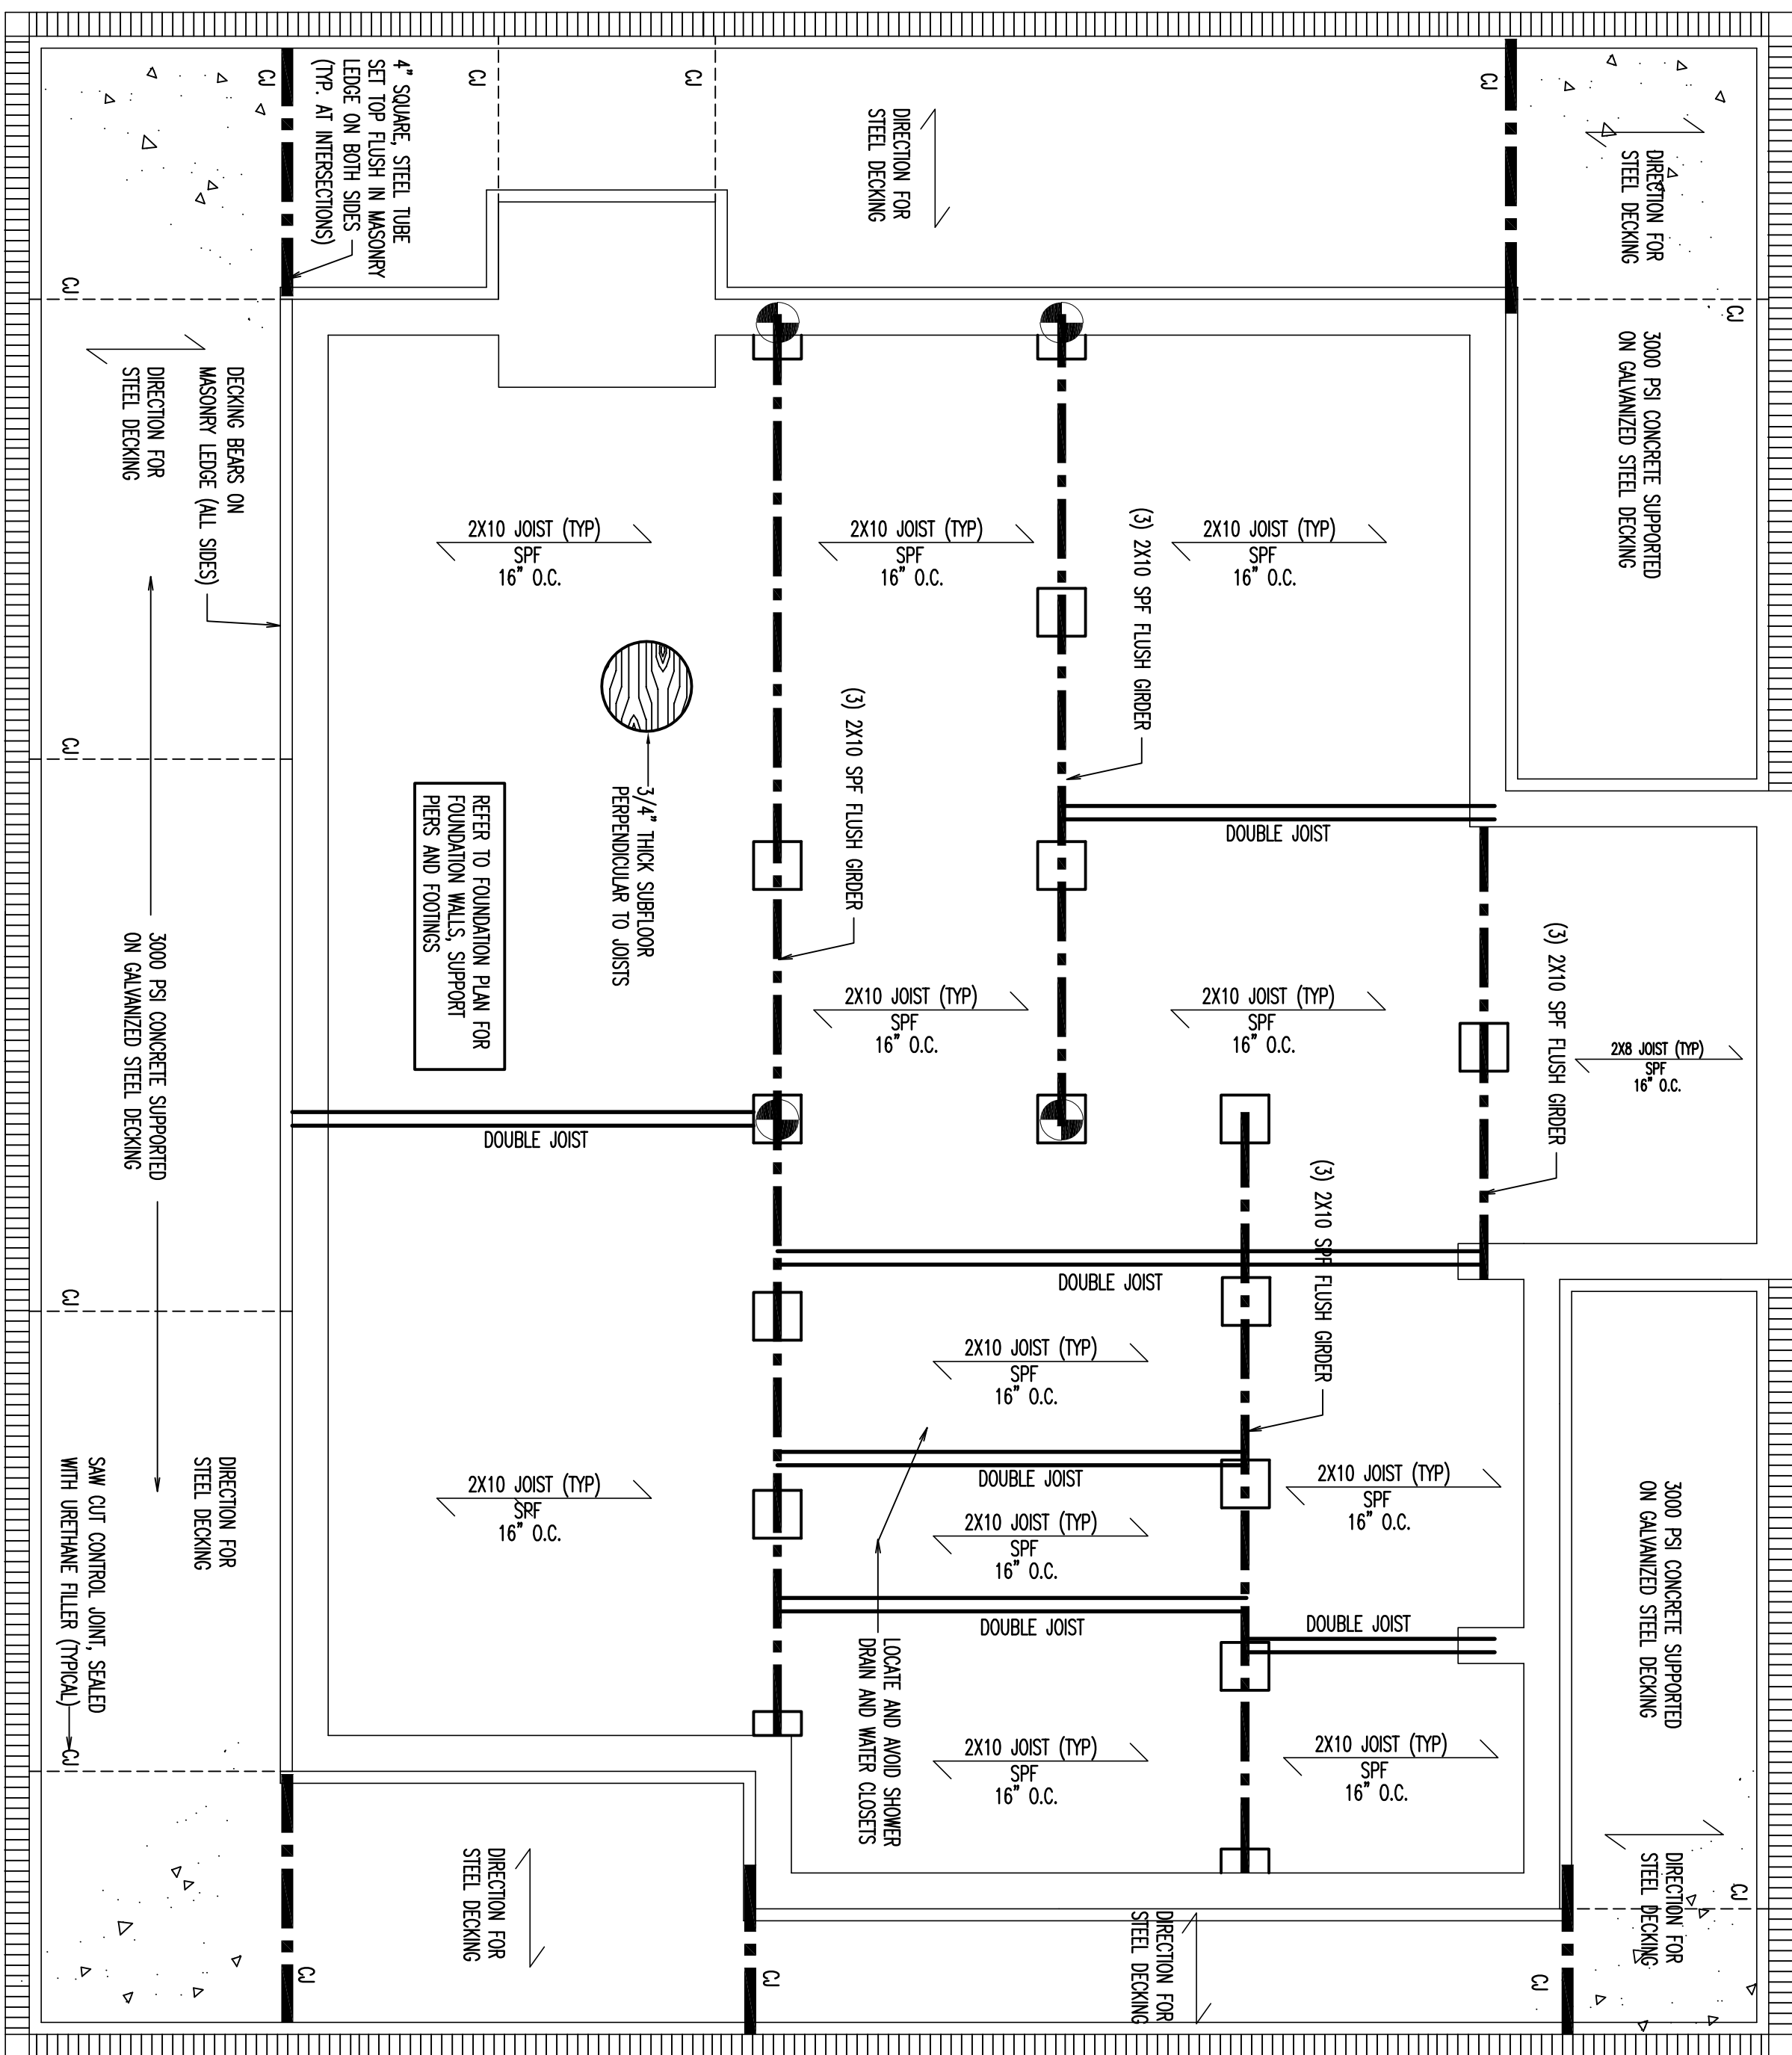 CJ
CJ
CJ
CJ
4" SQUARE, STEEL TUBE
SET TOP FLUSH IN MASONRY
LEDGE ON BOTH SIDES
(TYP. AT INTERSECTIONS)
DIRECTION FOR
STEEL DECKING
DIRECTION FOR
STEEL DECKING
CJ
CJ
3000 PSI CONCRETE SUPPORTED
ON GALVANIZED STEEL DECKING
DECKING BEARS ON
MASONRY LEDGE (ALL SIDES)
DIRECTION FOR
STEEL DECKING
2X10 JOIST (TYP)
SPF
16" O.C.
2X10 JOIST (TYP)
SPF
16" O.C.
2X10 JOIST (TYP)
SPF
16" O.C.
(3) 2X10 SPF FLUSH GIRDER
(3) 2X10 SPF FLUSH GIRDER
CJ
3/4" THICK SUBFLOOR
PERPENDICULAR TO JOISTS
REFER TO FOUNDATION PLAN FOR
FOUNDATION WALLS, SUPPORT
PIERS AND FOOTINGS
DOUBLE JOIST
(3) 2X10 SPF FLUSH GIRDER
3000 PSI CONCRETE SUPPORTED
ON GALVANIZED STEEL DECKING
2X10 JOIST (TYP)
SPF
16" O.C.
2X10 JOIST (TYP)
SPF
16" O.C.
2X8 JOIST (TYP)
SPF
16" O.C.
DOUBLE JOIST
(3) 2X10 SPF FLUSH GIRDER
DOUBLE JOIST
CJ
2X10 JOIST (TYP)
SPF
16" O.C.
SAW CUT CONTROL JOINT, SEALED
WITH URETHANE FILLER (TYPICAL)
CJ
DIRECTION FOR
STEEL DECKING
2X10 JOIST (TYP)
SPF
16" O.C.
DOUBLE JOIST
2X10 JOIST (TYP)
SPF
16" O.C.
2X10 JOIST (TYP)
SPF
16" O.C.
3000 PSI CONCRETE SUPPORTED
ON GALVANIZED STEEL DECKING
DOUBLE JOIST
DOUBLE JOIST
LOCATE AND AVOID SHOWER
DRAIN AND WATER CLOSETS
2X10 JOIST (TYP)
SPF
16" O.C.
2X10 JOIST (TYP)
SPF
16" O.C.
DIRECTION FOR
STEEL DECKING
DIRECTION FOR
STEEL DECKING
DIRECTION FOR
STEEL DECKING
CJ
CJ
CJ
CJ